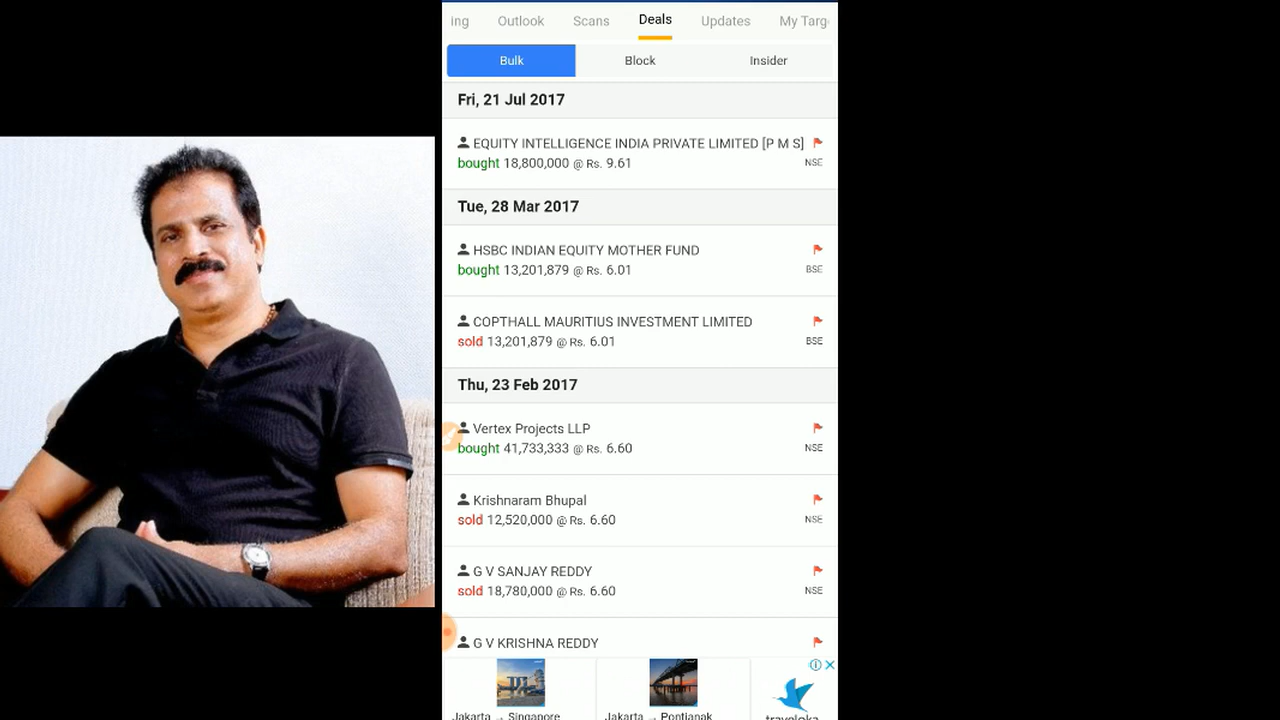 ing Outlook Scans Deals Updates My Targ
Bulk Block Insider
Fri, 21 Jul 2017
EQUITY INTELLIGENCE INDIA PRIVATE LIMITED [P M S]
bought 18,800,000 @ Rs. 9.61 NSE
Tue, 28 Mar 2017
HSBC INDIAN EQUITY MOTHER FUND
bought 13,201,879 @ Rs. 6.01 BSE
COPTHALL MAURITIUS INVESTMENT LIMITED
sold 13,201,879 @ Rs. 6.01 BSE
Thu, 23 Feb 2017
Vertex Projects LLP
bought 41,733,333 @ Rs. 6.60 NSE
Krishnaram Bhupal
sold 12,520,000 @ Rs. 6.60 NSE
G V SANJAY REDDY
sold 18,780,000 @ Rs. 6.60 NSE
G V KRISHNA REDDY
Jakarta → Singapore Jakarta → Pontianak traveloka